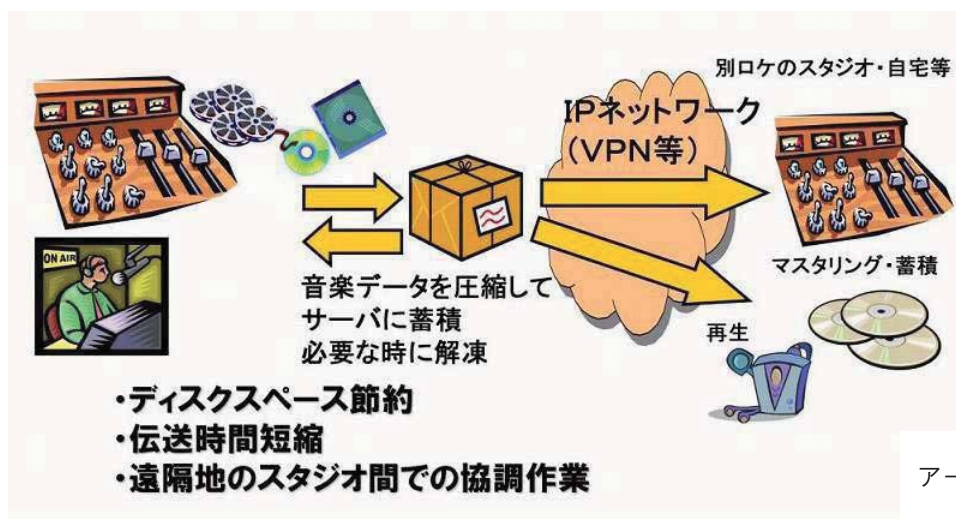 別ロケのスタジオ・自宅等
IPネットワーク
(VPN等)
ON AIR
音楽データを圧縮して
サーバに蓄積
必要な時に解凍
マスタリング・蓄積
再生
・ディスクスペース節約
・伝送時間短縮
・遠隔地のスタジオ間での協調作業
アー